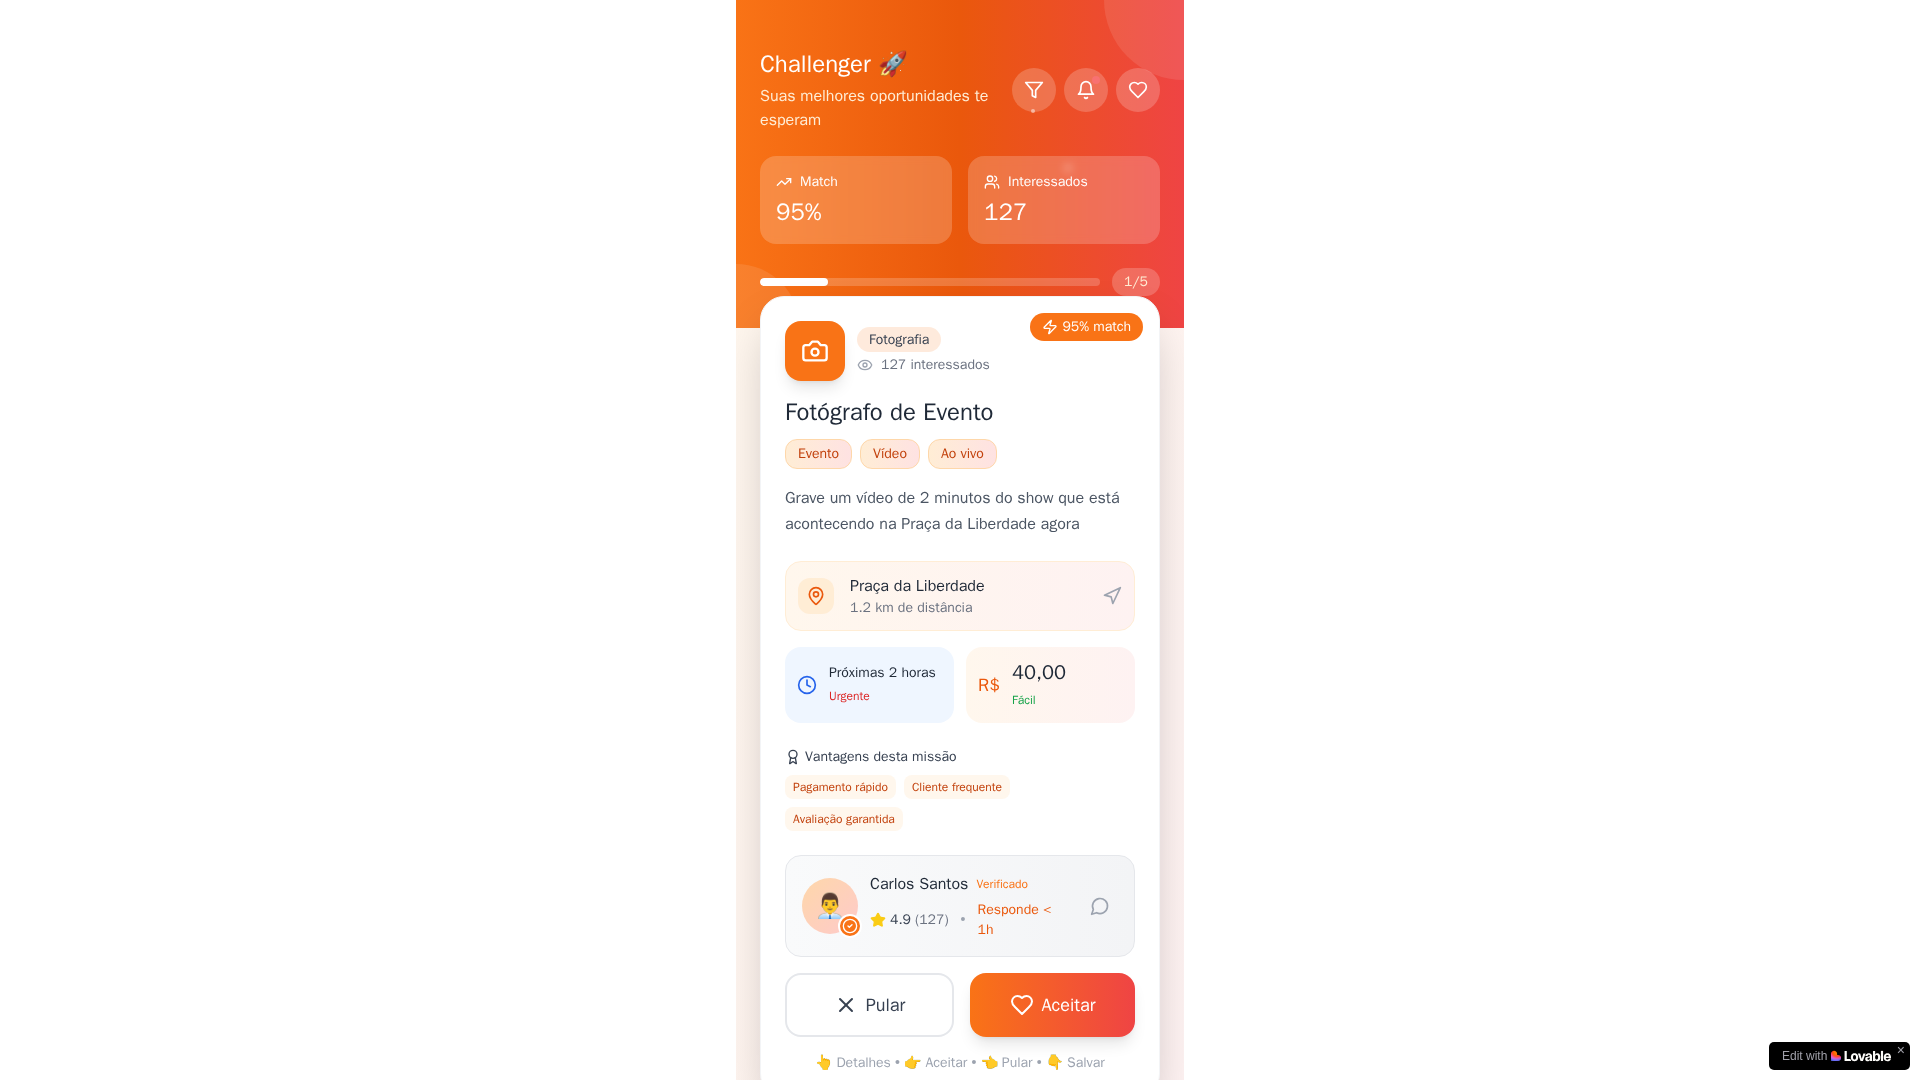 Challenger 🚀
Suas melhores oportunidades te
esperam
Match
95%
Interessados
127
1/5
95% match
Fotografia
127 interessados
Fotógrafo de Evento
Evento
Vídeo
Ao vivo
Grave um vídeo de 2 minutos do show que está
acontecendo na Praça da Liberdade agora
Praça da Liberdade
1.2 km de distância
Próximas 2 horas
Urgente
R$
40,00
Fácil
Vantagens desta missão
Pagamento rápido
Cliente frequente
Avaliação garantida
Carlos Santos
Verificado
4.9 (127)
•
Responde <
1h
Pular
Aceitar
👆 Detalhes • 👉 Aceitar • 👈 Pular • 👇 Salvar
Edit with Lovable
×